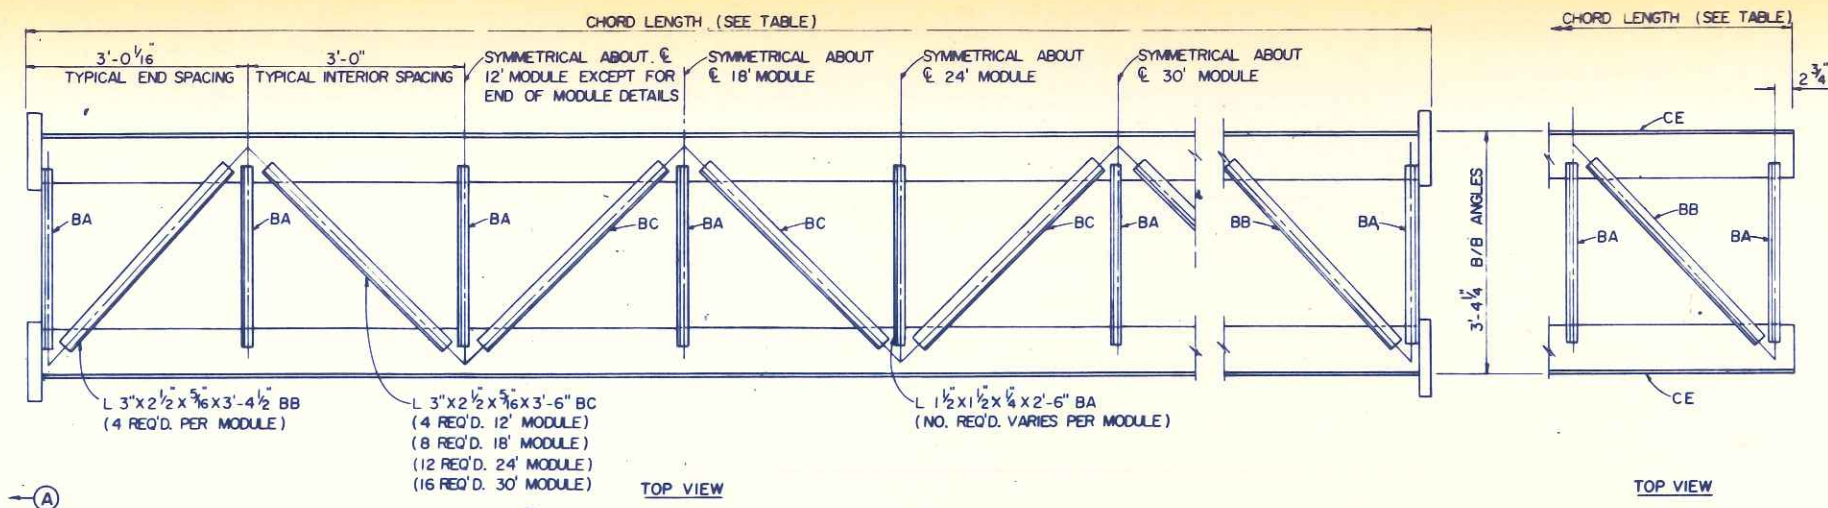 CHORD LENGTH (SEE TABLE)
CHORD LENGTH (SEE TABLE)
3'-0 1/16"
TYPICAL END SPACING
3'-0"
TYPICAL INTERIOR SPACING
SYMMETRICAL ABOUT ℄
12' MODULE EXCEPT FOR
END OF MODULE DETAILS
SYMMETRICAL ABOUT
℄ 18' MODULE
SYMMETRICAL ABOUT
℄ 24' MODULE
SYMMETRICAL ABOUT
℄ 30' MODULE
2 3/4"
CE
BA
BA
BA
BC
BA
BC
BC
BA
BB
BA
3'-4 1/4" B/B ANGLES
BA
BB
BA
CE
L 3"X2 1/2"X5/16"X3'-4 1/2" BB
(4 REQ'D. PER MODULE)
L 3"X2 1/2"X5/16"X3'-6" BC
(4 REQ'D. 12' MODULE)
(8 REQ'D. 18' MODULE)
(12 REQ'D. 24' MODULE)
(16 REQ'D. 30' MODULE)
L 1 1/2"X1 1/2"X1/4"X2'-6" BA
(NO. REQ'D. VARIES PER MODULE)
A
TOP VIEW
TOP VIEW